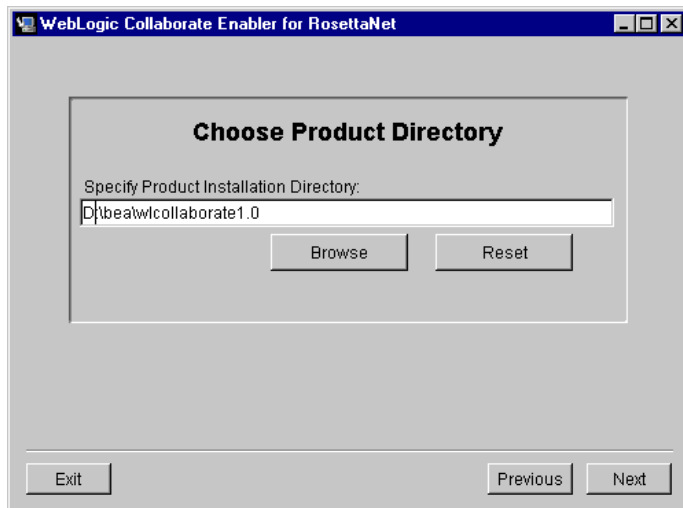 WebLogic Collaborate Enabler for RosettaNet
Choose Product Directory
Specify Product Installation Directory:
D:\bea\wlcollaborate1.0
Browse Reset
Exit Previous Next